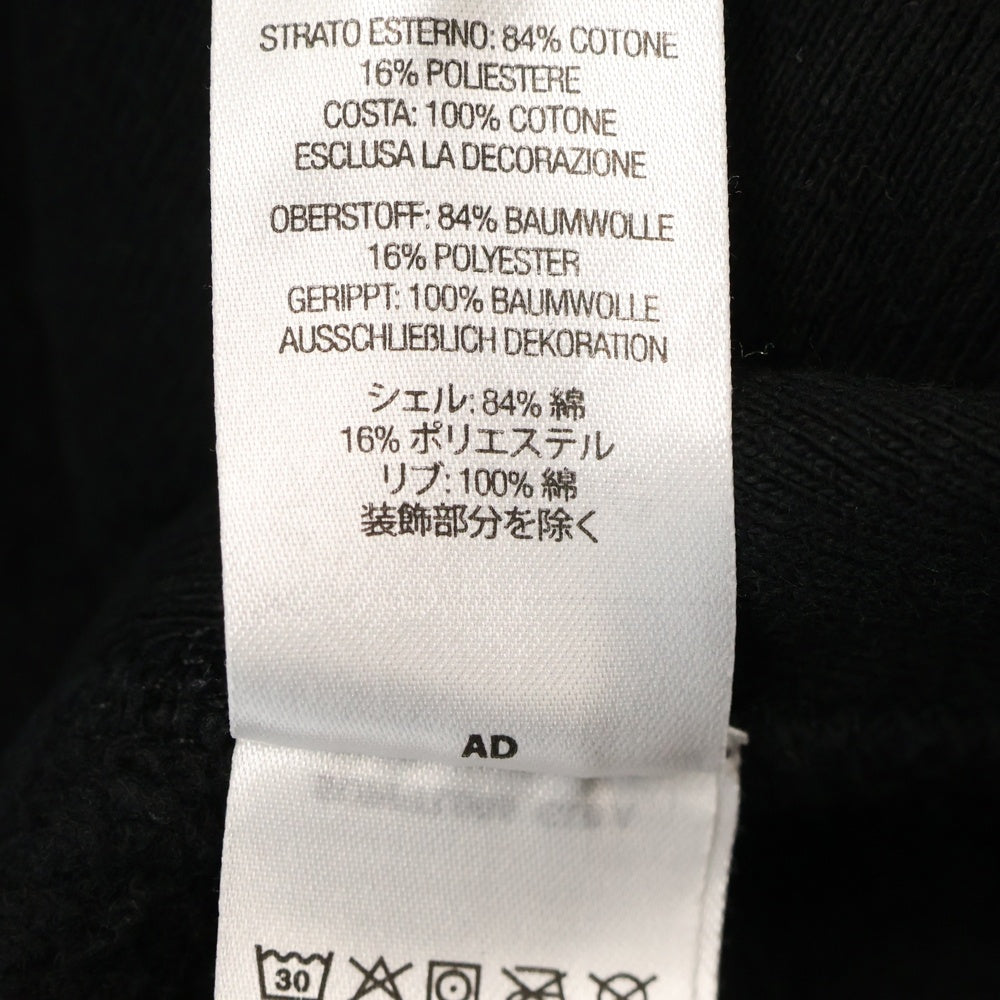 STRATO ESTERNO: 84% COTONE
16% POLIESTERE
COSTA: 100% COTONE
ESCLUSA LA DECORAZIONE
OBERSTOFF: 84% BAUMWOLLE
16% POLYESTER
GERIPPT: 100% BAUMWOLLE
AUSSCHLIEßLICH DEKORATION
シェル: 84% 綿
16% ポリエステル
リブ: 100% 綿
装飾部分を除く
AD
30